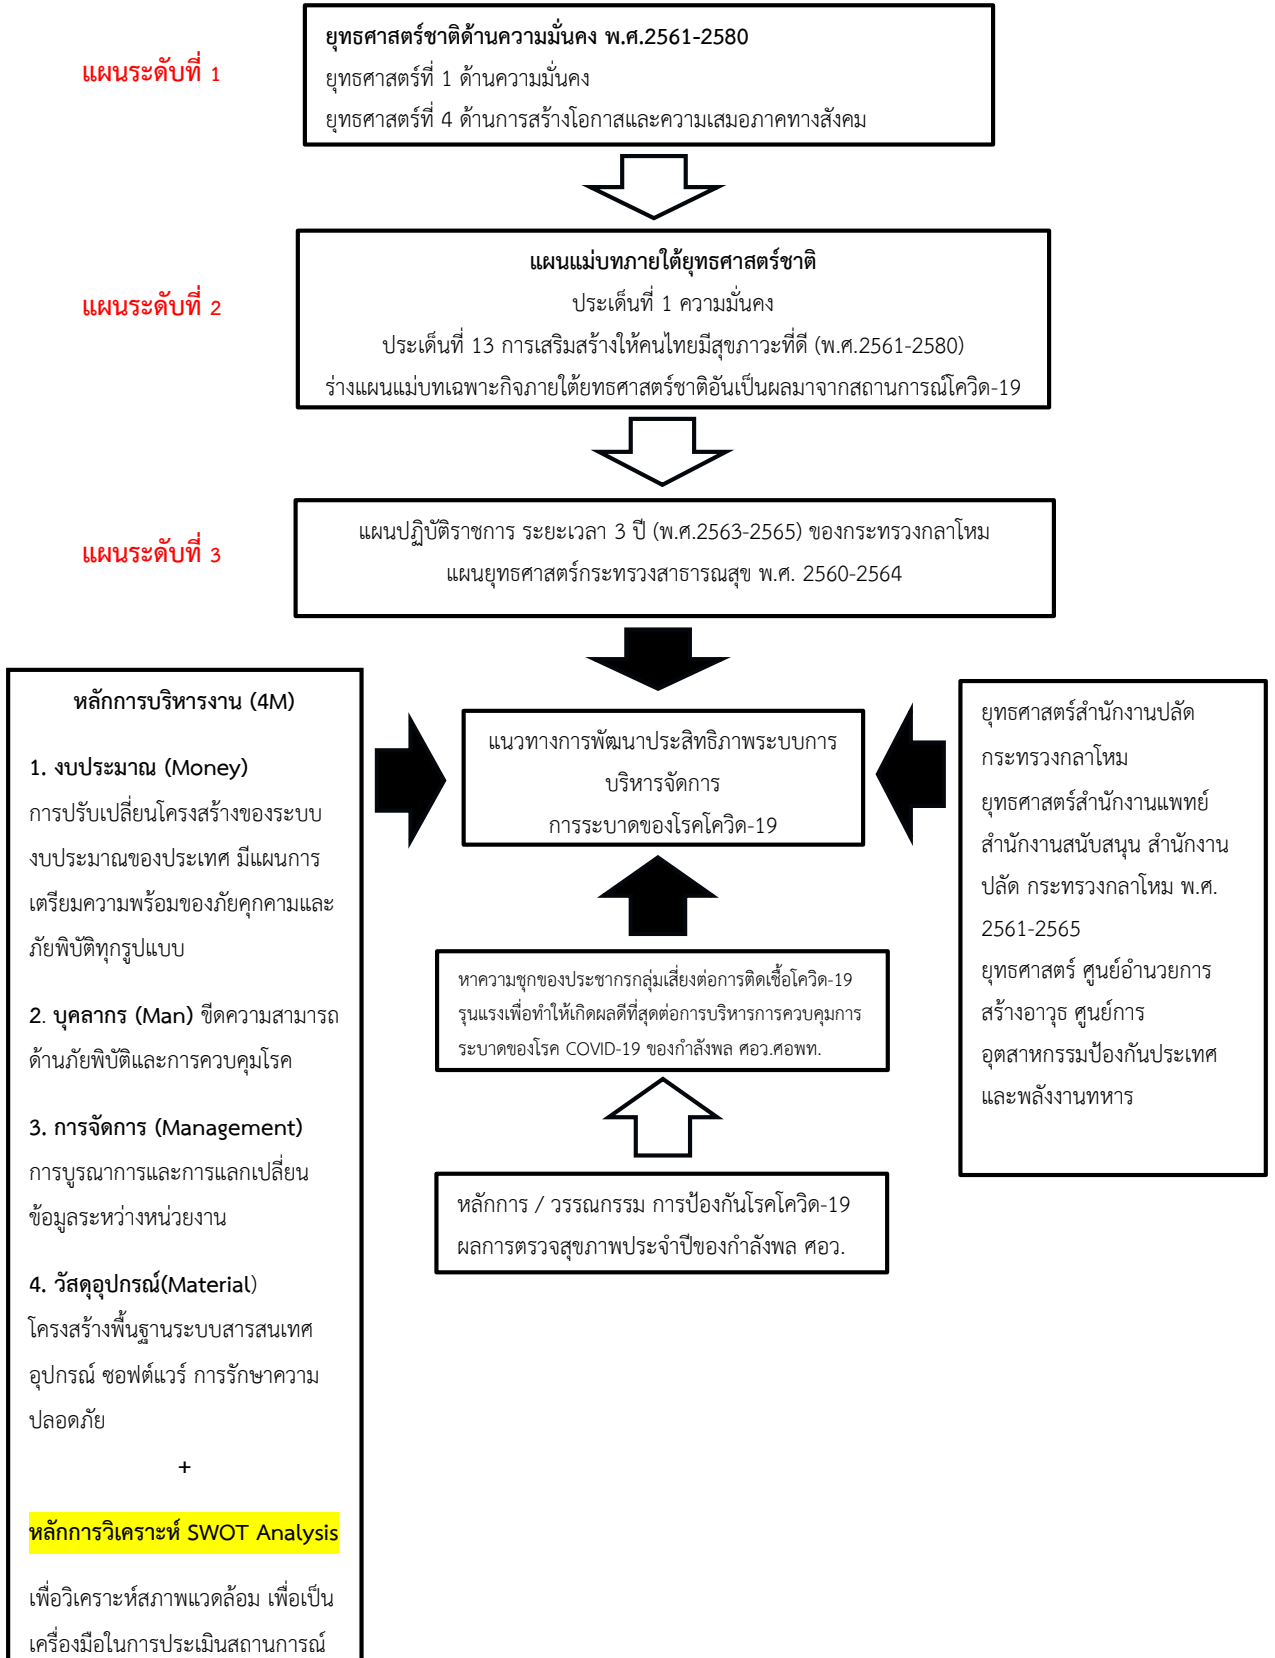 แผนระดับที่ 1
ยุทธศาสตร์ชาติด้านความมั่นคง พ.ศ.2561-2580
ยุทธศาสตร์ที่ 1 ด้านความมั่นคง
ยุทธศาสตร์ที่ 4 ด้านการสร้างโอกาสและความเสมอภาคทางสังคม
แผนระดับที่ 2
แผนแม่บทภายใต้ยุทธศาสตร์ชาติ
ประเด็นที่ 1 ความมั่นคง
ประเด็นที่ 13 การเสริมสร้างให้คนไทยมีสุขภาวะที่ดี (พ.ศ.2561-2580)
ร่างแผนแม่บทเฉพาะกิจภายใต้ยทธศาสตร์ชาติอันเป็นผลมาจากสถานการณ์โควิด-19
แผนระดับที่ 3
แผนปฏิบัติราชการ ระยะเวลา 3 ปี (พ.ศ.2563-2565) ของกระทรวงกลาโหม
แผนยุทธศาสตร์กระทรวงสาธารณสุข พ.ศ. 2560-2564
หลักการบริหารงาน (4M)
1. งบประมาณ (Money)
การปรับเปลี่ยนโครงสร้างของระบบ
งบประมาณของประเทศ มีแผนการ
เตรียมความพร้อมของภัยคุกคามและ
ภัยพิบัติทุกรูปแบบ
2. บุคลากร (Man) ขีดความสามารถ
ด้านภัยพิบัติและการควบคุมโรค
3. การจัดการ (Management)
การบูรณาการและการแลกเปลี่ยน
ข้อมูลระหว่างหน่วยงาน
4. วัสดุอุปกรณ์(Material)
โครงสร้างพื้นฐานระบบสารสนเทศ
อุปกรณ์ ซอฟต์แวร์ การรักษาความ
ปลอดภัย
+
หลักการวิเคราะห์ SWOT Analysis
เพื่อวิเคราะห์สภาพแวดล้อม เพื่อเป็น
เครื่องมือในการประเมินสถานการณ์
แนวทางการพัฒนาประสิทธิภาพระบบการ
บริหารจัดการ
การระบาดของโรคโควิด-19
หาความชุกของประชากรกลุ่มเสี่ยงต่อการติดเชื้อโควิด-19
รุนแรงเพื่อทำให้เกิดผลดีที่สุดต่อการบริหารการควบคุมการ
ระบาดของโรค COVID-19 ของกำลังพล ศอว.ศอพท.
หลักการ / วรรณกรรม การป้องกันโรคโควิด-19
ผลการตรวจสุขภาพประจำปีของกำลังพล ศอว.
ยุทธศาสตร์สำนักงานปลัด
กระทรวงกลาโหม
ยุทธศาสตร์สำนักงานแพทย์
สำนักงานสนับสนุน สำนักงาน
ปลัด กระทรวงกลาโหม พ.ศ.
2561-2565
ยุทธศาสตร์ ศูนย์อำนวยการ
สร้างอาวุธ ศูนย์การ
อุตสาหกรรมป้องกันประเทศ
และพลังงานทหาร